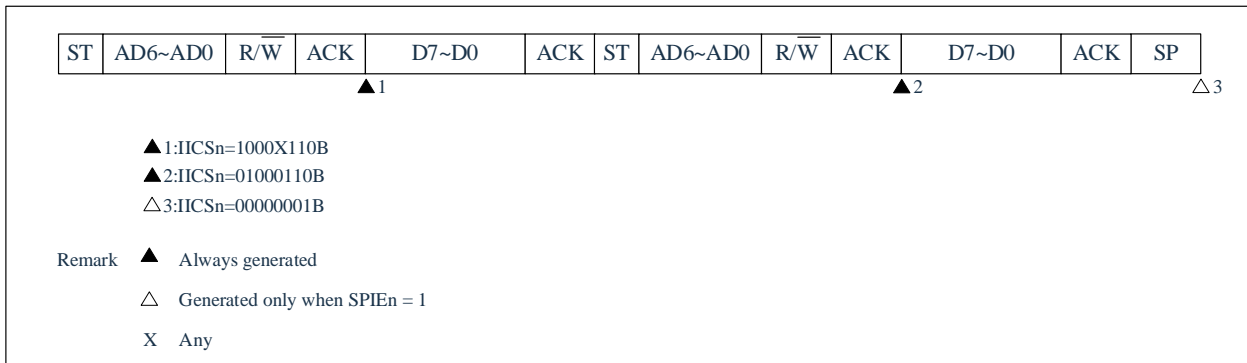 ST AD6~AD0 R/W̅ ACK D7~D0 ACK ST AD6~AD0 R/W̅ ACK D7~D0 ACK SP
▲1 ▲2 △3
▲1:IICSn=1000X110B
▲2:IICSn=01000110B
△3:IICSn=00000001B
Remark ▲ Always generated
△ Generated only when SPIEn = 1
X Any